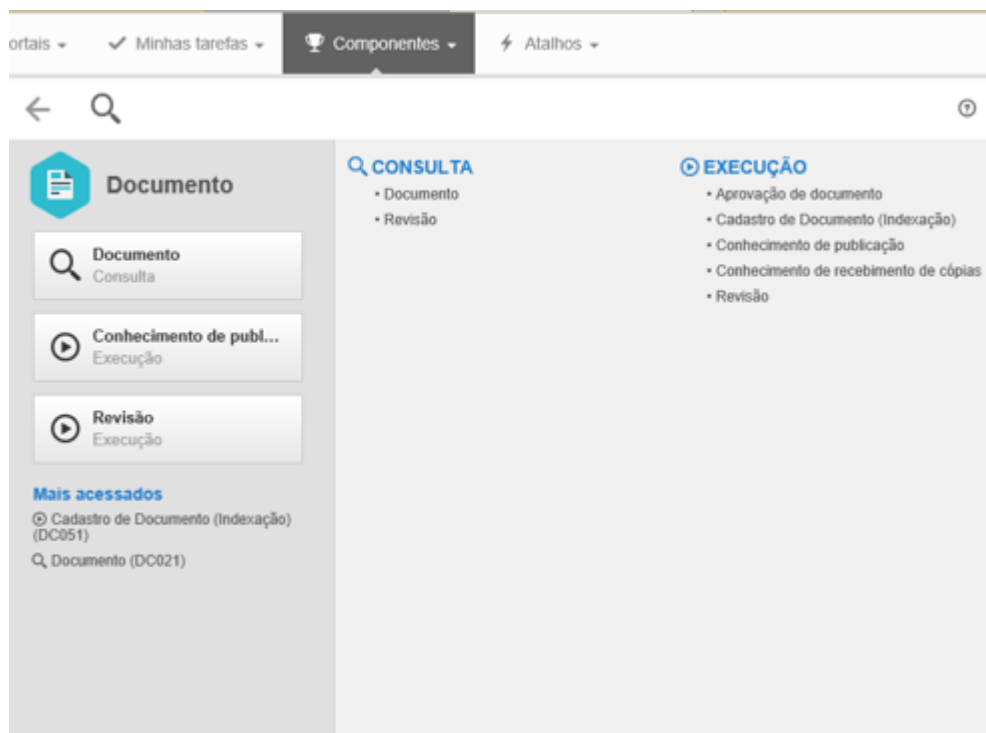 ortais
Minhas tarefas
Componentes
Atalhos
Documento
Documento
Consulta
Conhecimento de publ...
Execução
Revisão
Execução
Mais acessados
Cadastro de Documento (Indexação)
(DC051)
Documento (DC021)
CONSULTA
• Documento
• Revisão
EXECUÇÃO
• Aprovação de documento
• Cadastro de Documento (Indexação)
• Conhecimento de publicação
• Conhecimento de recebimento de cópias
• Revisão